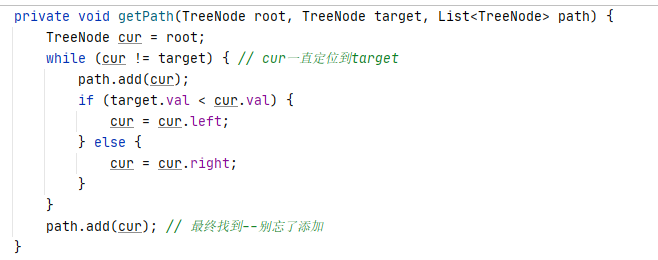 private void getPath(TreeNode root, TreeNode target, List<TreeNode> path) {
    TreeNode cur = root;
    while (cur != target) { // cur一直定位到target
        path.add(cur);
        if (target.val < cur.val) {
            cur = cur.left;
        } else {
            cur = cur.right;
        }
    }
    path.add(cur); // 最终找到--别忘了添加
}